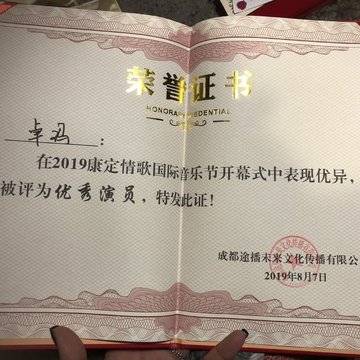 荣誉证书
HONORARY CREDENTIAL
卓玛：
在2019康定情歌国际音乐节开幕式中表现优异，
被评为优秀演员，特发此证！
成都途播未来文化传播有限公
2019年8月7日